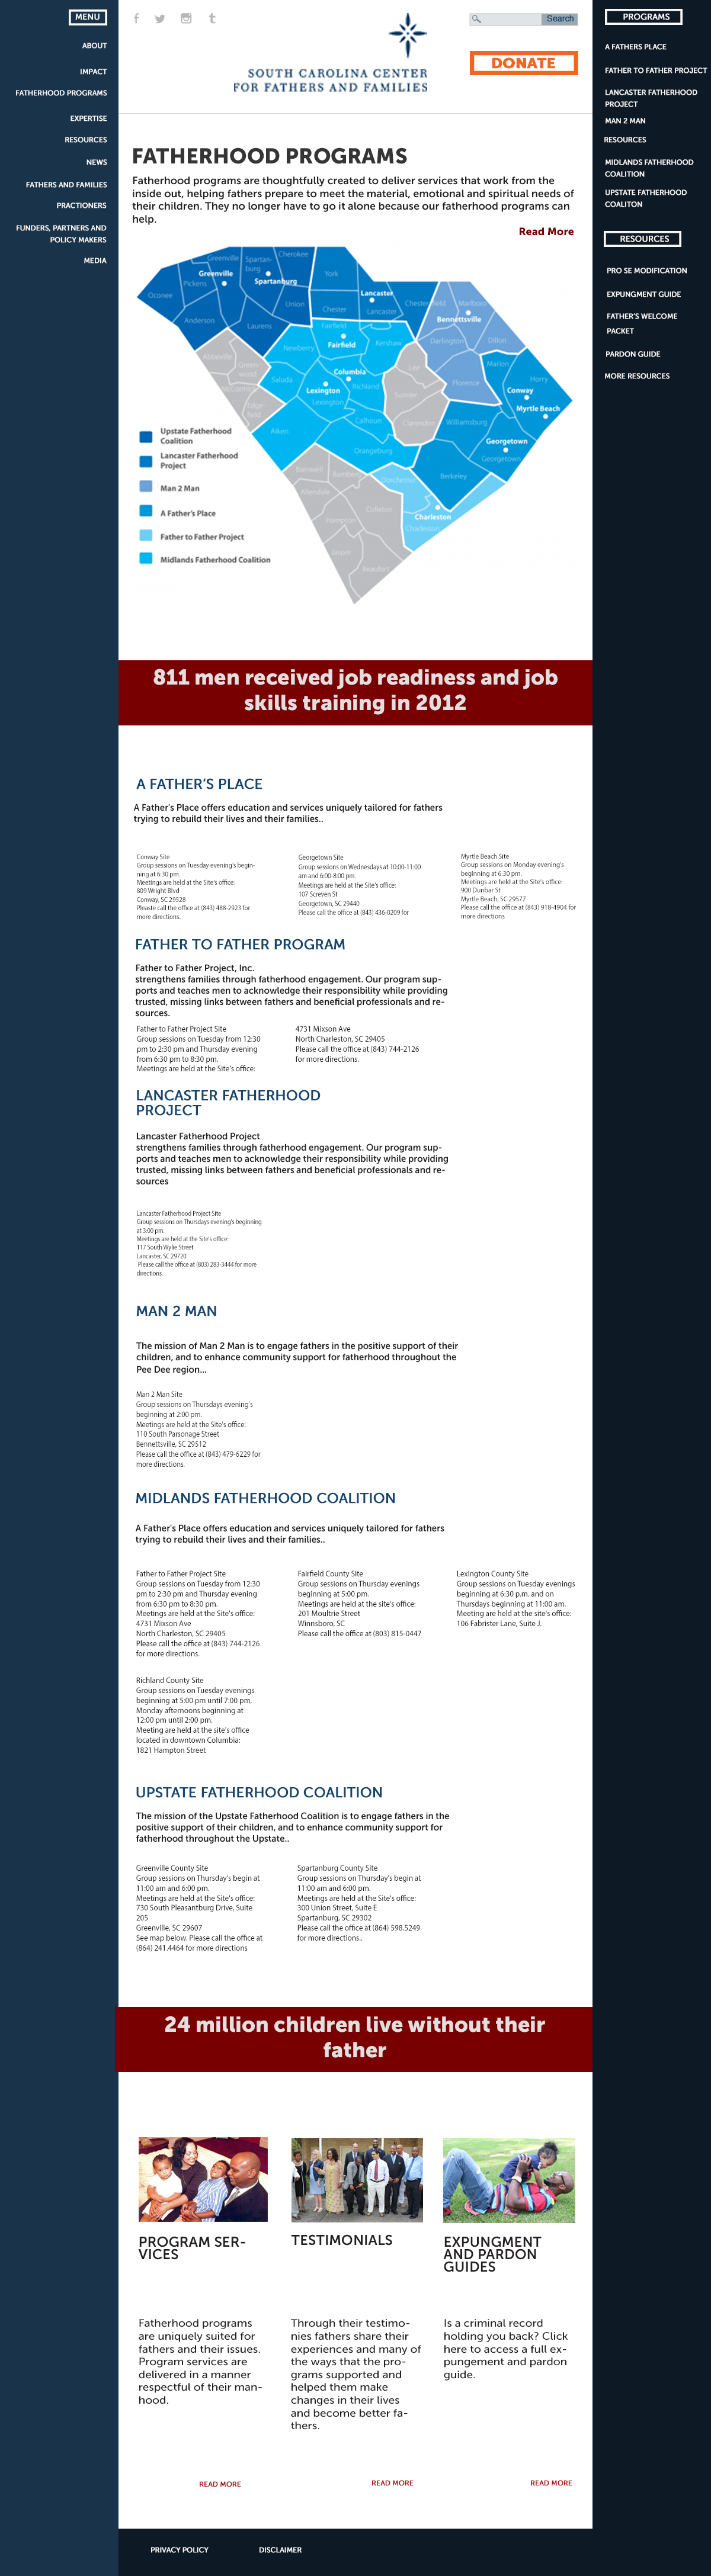 MENU
ABOUT
IMPACT
FATHERHOOD PROGRAMS
EXPERTISE
RESOURCES
NEWS
FATHERS AND FAMILIES
PRACTIONERS
FUNDERS, PARTNERS AND
POLICY MAKERS
MEDIA
Search
DONATE
SOUTH CAROLINA CENTER
FOR FATHERS AND FAMILIES
PROGRAMS
A FATHERS PLACE
FATHER TO FATHER PROJECT
LANCASTER FATHERHOOD
PROJECT
MAN 2 MAN
RESOURCES
MIDLANDS FATHERHOOD
COALITION
UPSTATE FATHERHOOD
COALITON
RESOURCES
PRO SE MODIFICATION
EXPUNGMENT GUIDE
FATHER'S WELCOME
PACKET
PARDON GUIDE
MORE RESOURCES
FATHERHOOD PROGRAMS
Fatherhood programs are thoughtfully created to deliver services that work from the
inside out, helping fathers prepare to meet the material, emotional and spiritual needs of
their children. They no longer have to go it alone because our fatherhood programs can
help.
Read More
Cherokee
Greenville
Spartan-
burg
York
Greenville
Spartanburg
Pickens
Oconee
Union
Lancaster
Chester
Lancaster
Chesterfield
Marlboro
Bennettsville
Anderson
Laurens
Fairfield
Fairfield
Kershaw
Darlington
Dillon
Abbeville
Newberry
Marion
Columbia
Richland
Lee
Florence
Horry
Saluda
Lexington
Lexington
Sumter
Conway
Myrtle Beach
Calhoun
Clarendon
Williamsburg
Aiken
Orangeburg
Georgetown
Georgetown
Barnwell
Bamberg
Dorchester
Berkeley
Allendale
Colleton
Charleston
Charleston
Hampton
Jasper
Beaufort
Upstate Fatherhood
Coalition
Lancaster Fatherhood
Project
Man 2 Man
A Father's Place
Father to Father Project
Midlands Fatherhood Coalition
811 men received job readiness and job
skills training in 2012
A FATHER'S PLACE
A Father's Place offers education and services uniquely tailored for fathers
trying to rebuild their lives and their families..
Conway Site
Group sessions on Tuesday evening's begin-
ning at 6:30 pm.
Meetings are held at the Site's office:
809 Wright Blvd
Conway, SC 29528
Please call the office at (843) 488-2923 for
more directions.
Georgetown Site
Group sessions on Wednesdays at 10:00-11:00
am and 6:00-8:00 pm.
Meetings are held at the Site's office:
107 Screven St
Georgetown, SC 29440
Please call the office at (843) 436-0209 for
Myrtle Beach Site
Group sessions on Monday evening's
beginning at 6:30 pm.
Meetings are held at the Site's office:
900 Dunbar St
Myrtle Beach, SC 29577
Please call the office at (843) 918-4904 for
more directions
FATHER TO FATHER PROGRAM
Father to Father Project, Inc.
strengthens families through fatherhood engagement. Our program sup-
ports and teaches men to acknowledge their responsibility while providing
trusted, missing links between fathers and beneficial professionals and re-
sources.
Father to Father Project Site
Group sessions on Tuesday from 12:30
pm to 2:30 pm and Thursday evening
from 6:30 pm to 8:30 pm.
Meetings are held at the Site's office:
4731 Mixson Ave
North Charleston, SC 29405
Please call the office at (843) 744-2126
for more directions.
LANCASTER FATHERHOOD
PROJECT
Lancaster Fatherhood Project
strengthens families through fatherhood engagement. Our program sup-
ports and teaches men to acknowledge their responsibility while providing
trusted, missing links between fathers and beneficial professionals and re-
sources
Lancaster Fatherhood Project Site
Group sessions on Thursdays evening's beginning
at 3:00 pm.
Meetings are held at the Site's office:
117 South Wylie Street
Lancaster, SC 29720
Please call the office at (803) 283-3444 for more
directions.
MAN 2 MAN
The mission of Man 2 Man is to engage fathers in the positive support of their
children, and to enhance community support for fatherhood throughout the
Pee Dee region...
Man 2 Man Site
Group sessions on Thursdays evening's
beginning at 2:00 pm.
Meetings are held at the Site's office:
110 South Parsonage Street
Bennettsville, SC 29512
Please call the office at (843) 479-6229 for
more directions.
MIDLANDS FATHERHOOD COALITION
A Father's Place offers education and services uniquely tailored for fathers
trying to rebuild their lives and their families..
Father to Father Project Site
Group sessions on Tuesday from 12:30
pm to 2:30 pm and Thursday evening
from 6:30 pm to 8:30 pm.
Meetings are held at the Site's office:
4731 Mixson Ave
North Charleston, SC 29405
Please call the office at (843) 744-2126
for more directions.
Fairfield County Site
Group sessions on Thursday evenings
beginning at 5:00 pm.
Meetings are held at the site's office:
201 Moultrie Street
Winnsboro, SC
Please call the office at (803) 815-0447
Lexington County Site
Group sessions on Tuesday evenings
beginning at 6:30 p.m. and on
Thursdays beginning at 11:00 am.
Meeting are held at the site's office:
106 Fabrister Lane, Suite J.
Richland County Site
Group sessions on Tuesday evenings
beginning at 5:00 pm until 7:00 pm,
Monday afternoons beginning at
12:00 pm until 2:00 pm.
Meeting are held at the site's office
located in downtown Columbia:
1821 Hampton Street
UPSTATE FATHERHOOD COALITION
The mission of the Upstate Fatherhood Coalition is to engage fathers in the
positive support of their children, and to enhance community support for
fatherhood throughout the Upstate..
Greenville County Site
Group sessions on Thursday's begin at
11:00 am and 6:00 pm.
Meetings are held at the Site's office:
730 South Pleasantburg Drive, Suite
205
Greenville, SC 29607
See map below. Please call the office at
(864) 241.4464 for more directions
Spartanburg County Site
Group sessions on Thursday's begin at
11:00 am and 6:00 pm.
Meetings are held at the Site's office:
300 Union Street, Suite E
Spartanburg, SC 29302
Please call the office at (864) 598.5249
for more directions..
24 million children live without their
father
PROGRAM SER-
VICES
TESTIMONIALS
EXPUNGMENT
AND PARDON
GUIDES
Fatherhood programs
are uniquely suited for
fathers and their issues.
Program services are
delivered in a manner
respectful of their man-
hood.
Through their testimo-
nies fathers share their
experiences and many of
the ways that the pro-
grams supported and
helped them make
changes in their lives
and become better fa-
thers.
Is a criminal record
holding you back? Click
here to access a full ex-
pungement and pardon
guide.
READ MORE
READ MORE
READ MORE
PRIVACY POLICY
DISCLAIMER